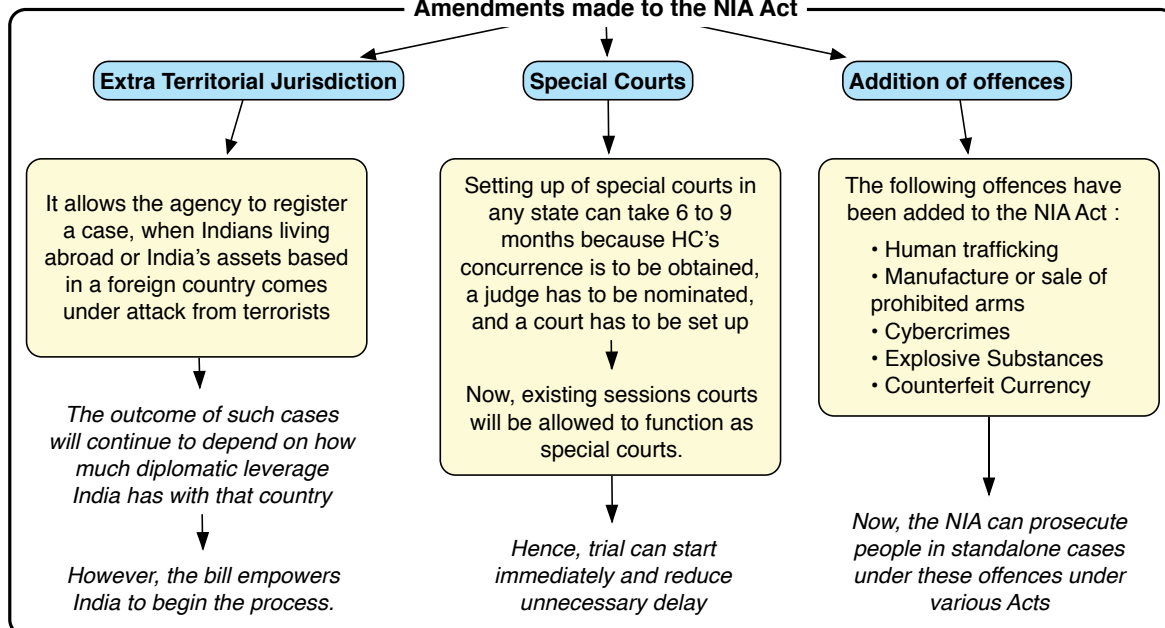 Amendments made to the NIA Act
Extra Territorial Jurisdiction
It allows the agency to register
a case, when Indians living
abroad or India’s assets based
in a foreign country comes
under attack from terrorists
The outcome of such cases
will continue to depend on how
much diplomatic leverage
India has with that country
However, the bill empowers
India to begin the process.
Special Courts
Setting up of special courts in
any state can take 6 to 9
months because HC’s
concurrence is to be obtained,
a judge has to be nominated,
and a court has to be set up
Now, existing sessions courts
will be allowed to function as
special courts.
Hence, trial can start
immediately and reduce
unnecessary delay
Addition of offences
The following offences have
been added to the NIA Act :
• Human trafficking
• Manufacture or sale of
prohibited arms
• Cybercrimes
• Explosive Substances
• Counterfeit Currency
Now, the NIA can prosecute
people in standalone cases
under these offences under
various Acts